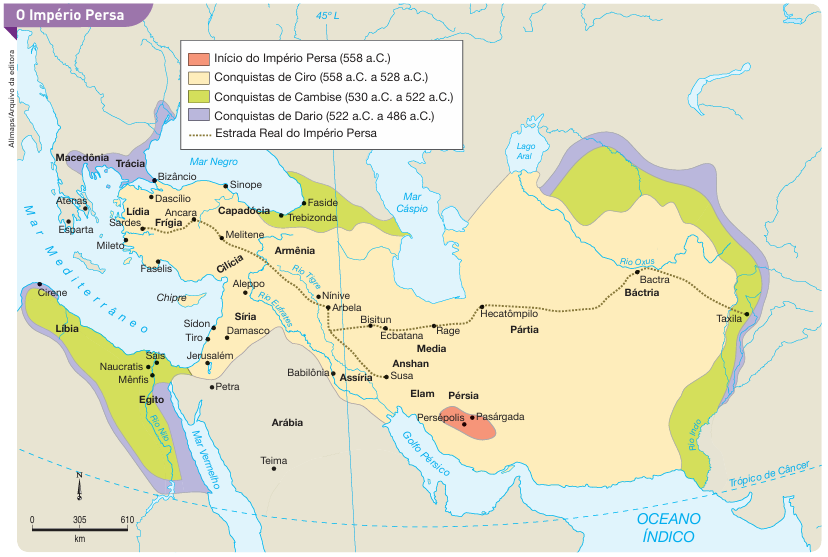 O Império Persa
45º L
Allmaps/Arquivo da editora
Início do Império Persa (558 a.C.)
Conquistas de Ciro (558 a.C. a 528 a.C.)
Conquistas de Cambise (530 a.C. a 522 a.C.)
Conquistas de Dario (522 a.C. a 486 a.C.)
Estrada Real do Império Persa
Macedônia
Trácia
Mar Negro
Lago
Aral
Bizâncio
Sinope
Atenas
Dascílio
Faside
Mar
Cáspio
Lídia
Ancara
Capadócia
Trebizonda
Esparta
Sardes
Frígia
Mileto
Melitene
Armênia
Mar Mediterrâneo
Faselis
Cilícia
Rio Tigre
Rio Oxus
Bactra
Báctria
Cirene
Chipre
Aleppo
Rio Eufrates
Nínive
Arbela
Hecatômpilo
Taxila
Líbia
Sídon
Síria
Bisitun
Ecbatana
Rage
Pártia
Tiro
Damasco
Media
Sais
Jerusalém
Anshan
Naucratis
Mênfis
Babilônia
Assíria
Susa
Petra
Egito
Elam
Pérsia
Rio Nilo
Arábia
Persépolis
Pasárgada
Mar Vermelho
Golfo Pérsico
Rio Indo
Teima
Trópico de Câncer
N
S
0 305 610
km
OCEANO
ÍNDICO